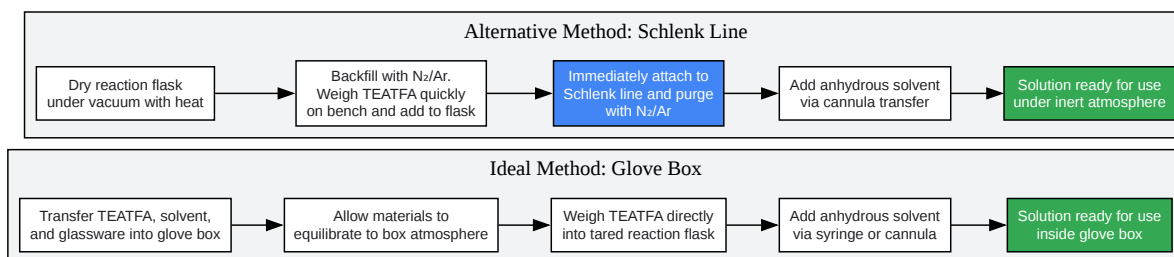 Alternative Method: Schlenk Line
Dry reaction flask
under vacuum with heat
Backfill with N₂/Ar.
Weigh TEATFA quickly
on bench and add to flask
Immediately attach to
Schlenk line and purge
with N₂/Ar
Add anhydrous solvent
via cannula transfer
Solution ready for use
under inert atmosphere
Ideal Method: Glove Box
Transfer TEATFA, solvent,
and glassware into glove box
Allow materials to
equilibrate to box atmosphere
Weigh TEATFA directly
into tared reaction flask
Add anhydrous solvent
via syringe or cannula
Solution ready for use
inside glove box